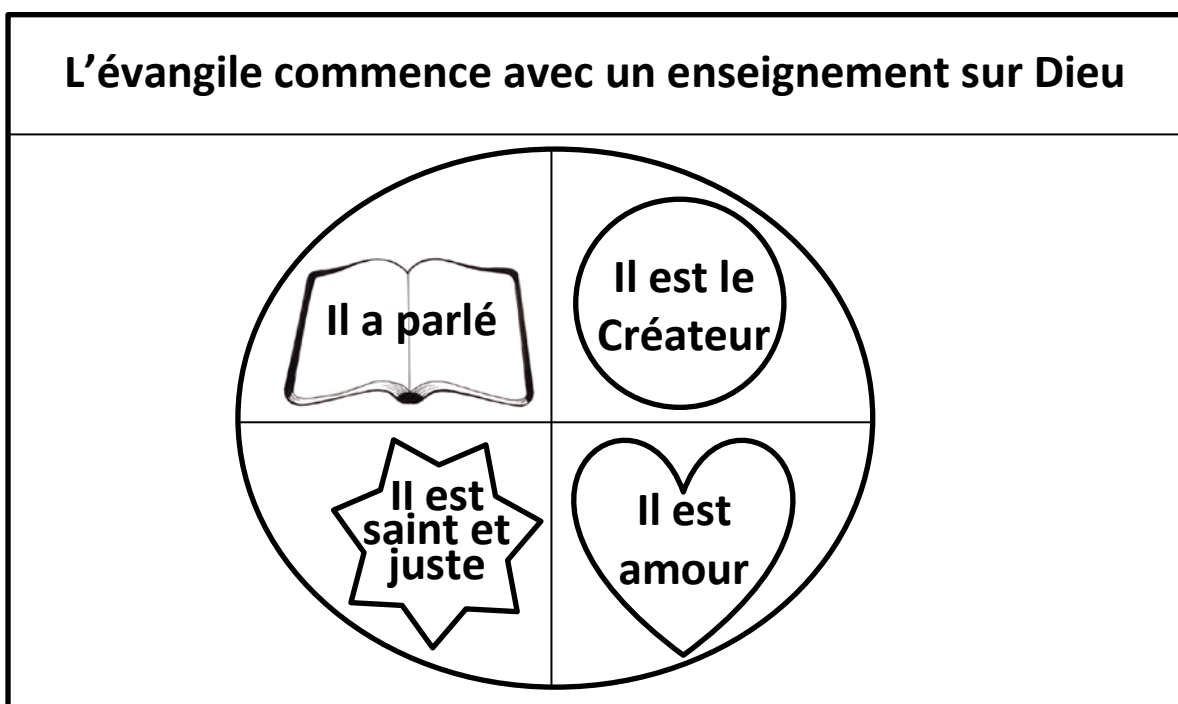 L’évangile commence avec un enseignement sur Dieu
Il a parlé
Il est le
Créateur
Il est
saint et
juste
Il est
amour